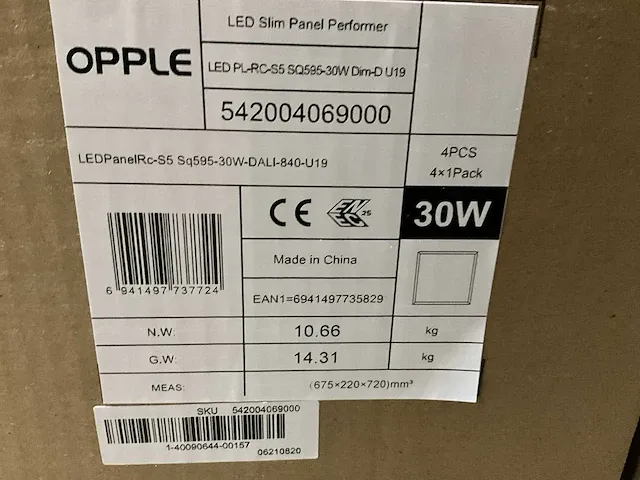 OPPLE
LED Slim Panel Performer
LED PL-RC-S5 SQ595-30W Dim-D U19
542004069000
LEDPanelRc-S5 Sq595-30W-DALI-840-U19
4PCS
4×1Pack
CE
ENEC 25
30W
Made in China
6 941497 737724
EAN1=6941497735829
N.W: 10.66 kg
G.W: 14.31 kg
MEAS: (675×220×720)mm³
SKU 542004069000
1-40090644-00157
06210820